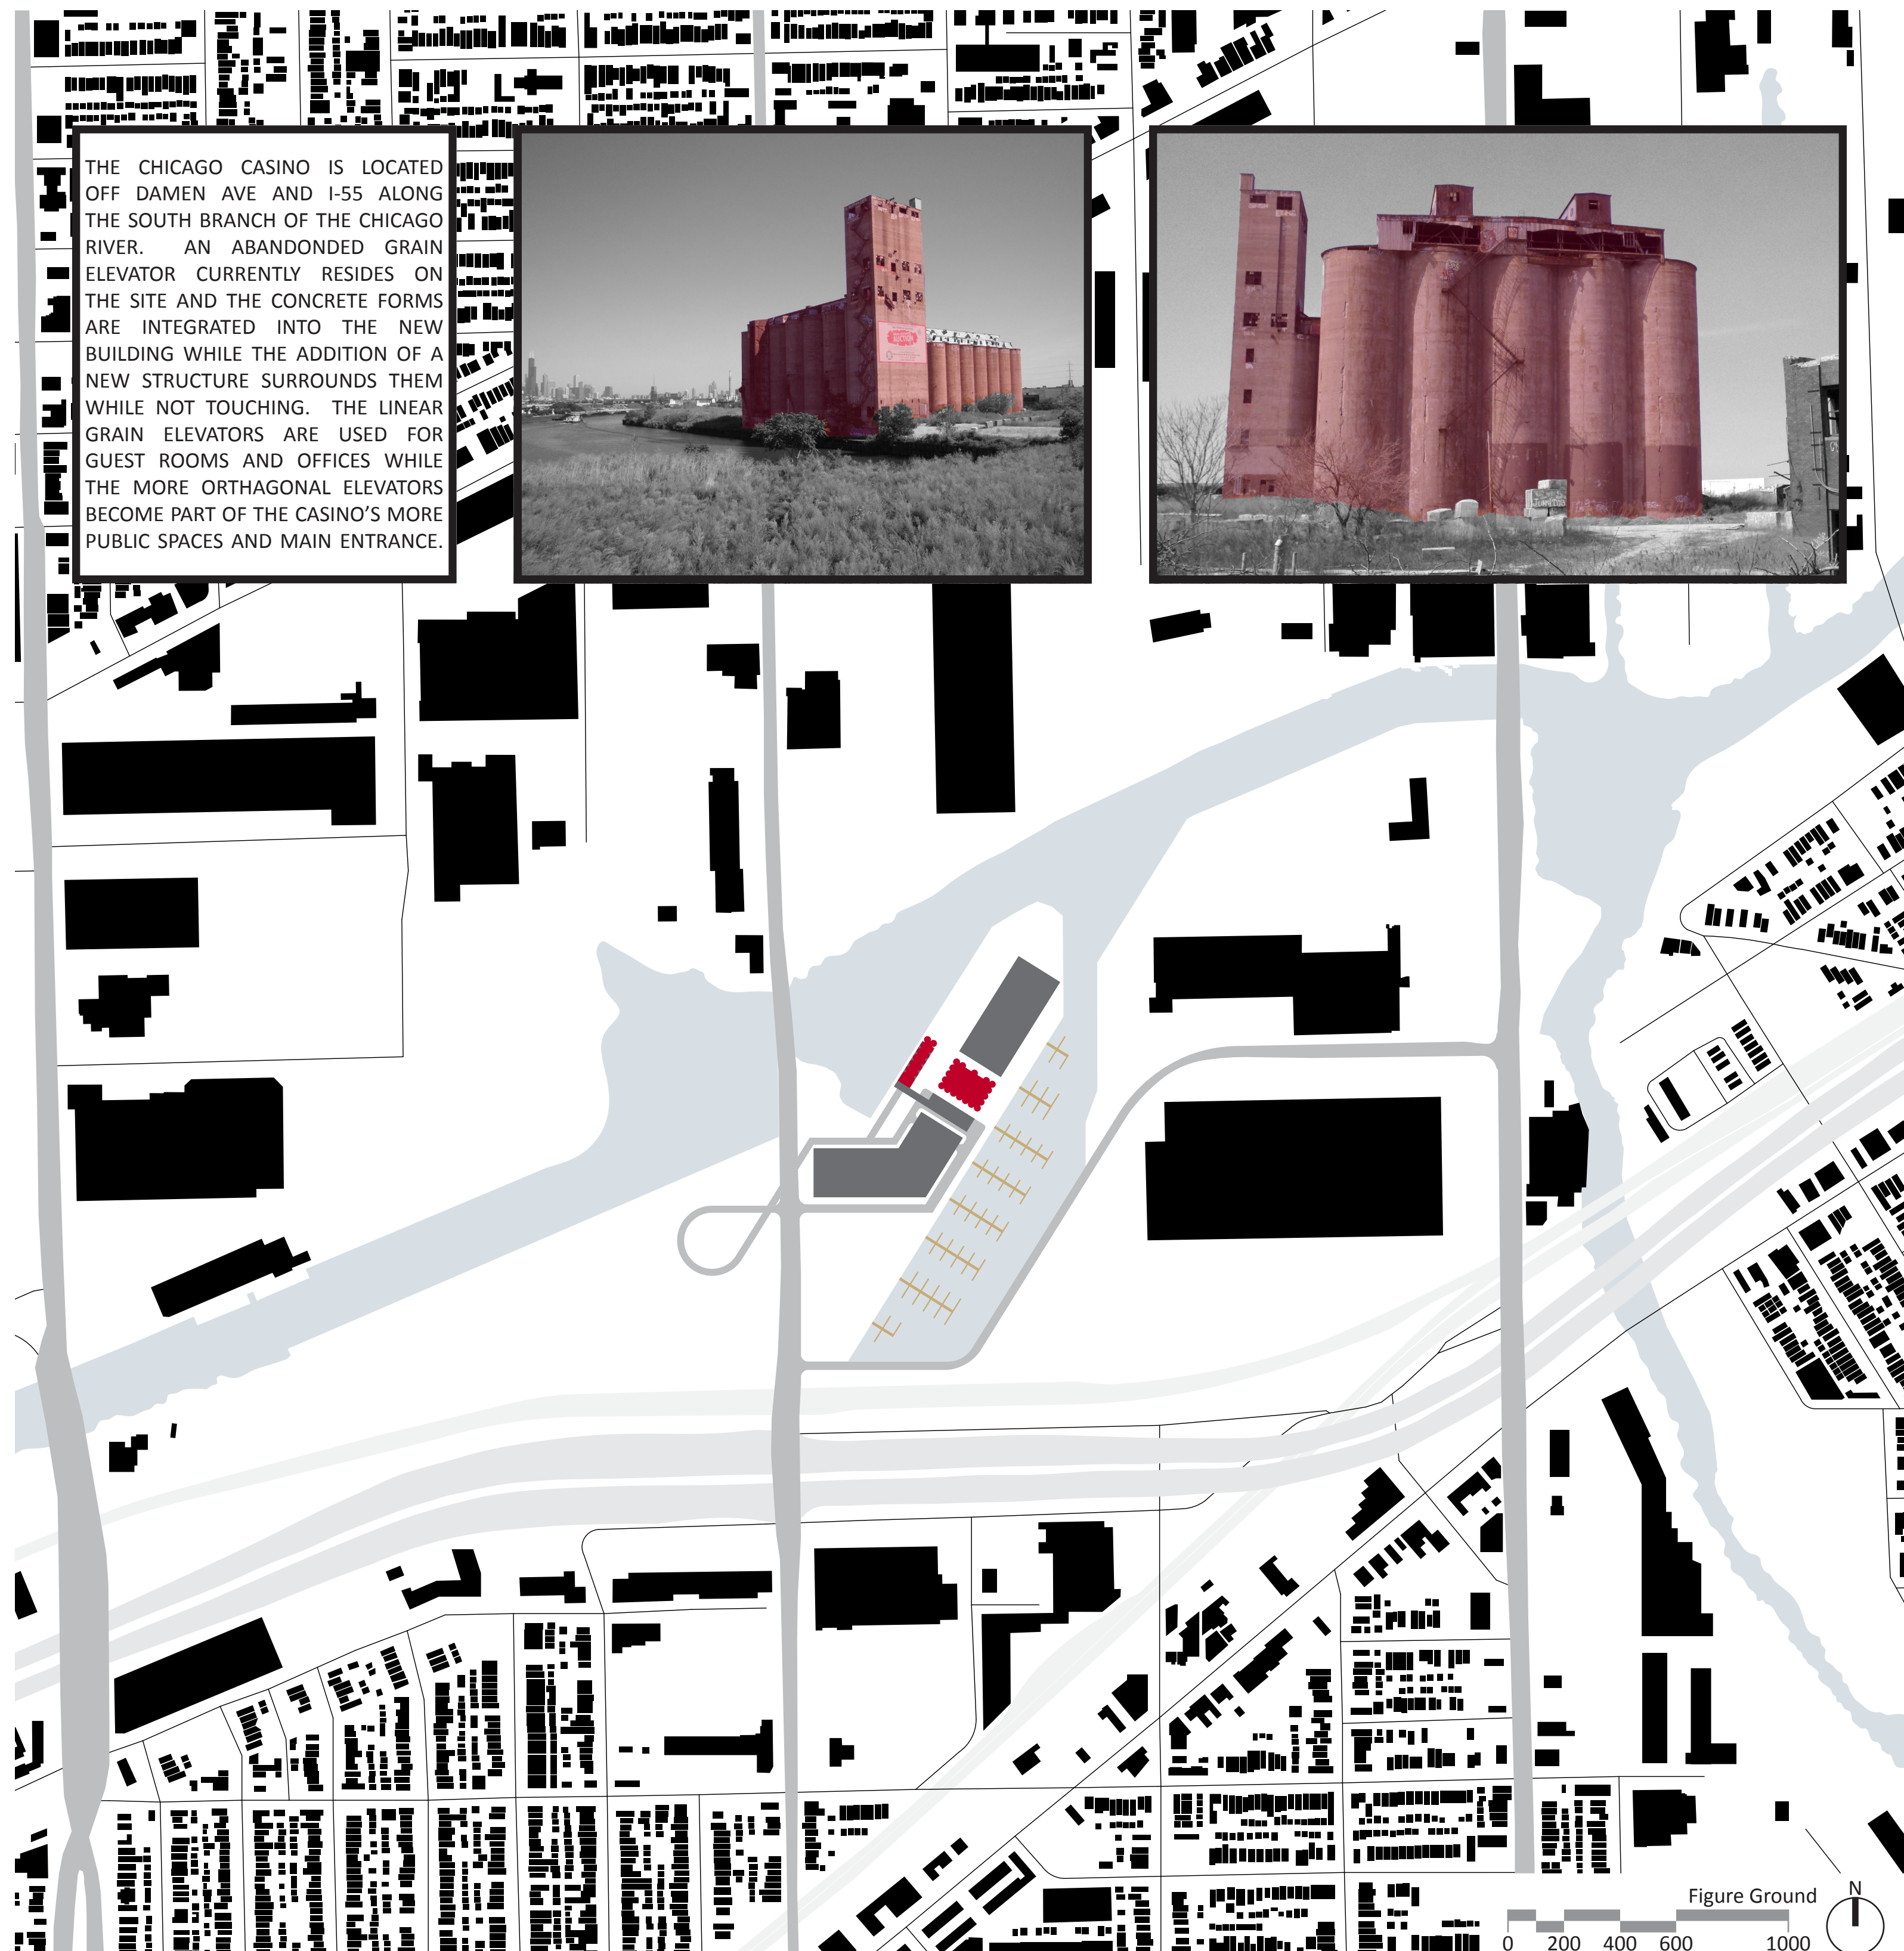 THE CHICAGO CASINO IS LOCATED
OFF DAMEN AVE AND I-55 ALONG
THE SOUTH BRANCH OF THE CHICAGO
RIVER. AN ABANDONDED GRAIN
ELEVATOR CURRENTLY RESIDES ON
THE SITE AND THE CONCRETE FORMS
ARE INTEGRATED INTO THE NEW
BUILDING WHILE THE ADDITION OF A
NEW STRUCTURE SURROUNDS THEM
WHILE NOT TOUCHING. THE LINEAR
GRAIN ELEVATORS ARE USED FOR
GUEST ROOMS AND OFFICES WHILE
THE MORE ORTHAGONAL ELEVATORS
BECOME PART OF THE CASINO'S MORE
PUBLIC SPACES AND MAIN ENTRANCE.
Figure Ground
N
0 200 400 600 1000